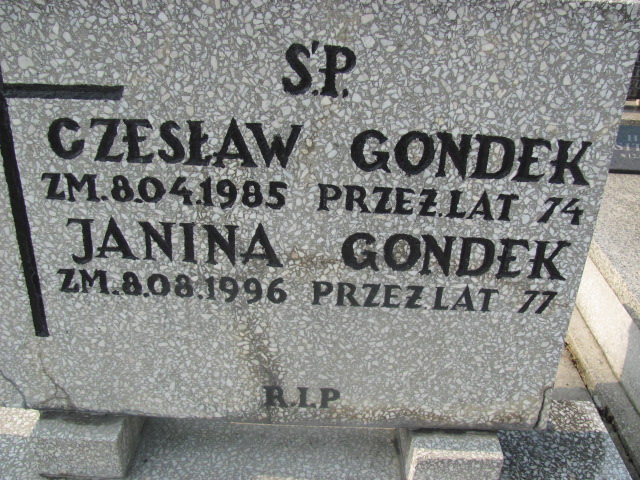 Ś.P.
CZESŁAW GONDEK
ZM.8.04.1985 PRZEŻ.LAT 74
JANINA GONDEK
ZM.8.08.1996 PRZEŻ.LAT 77
R.I.P